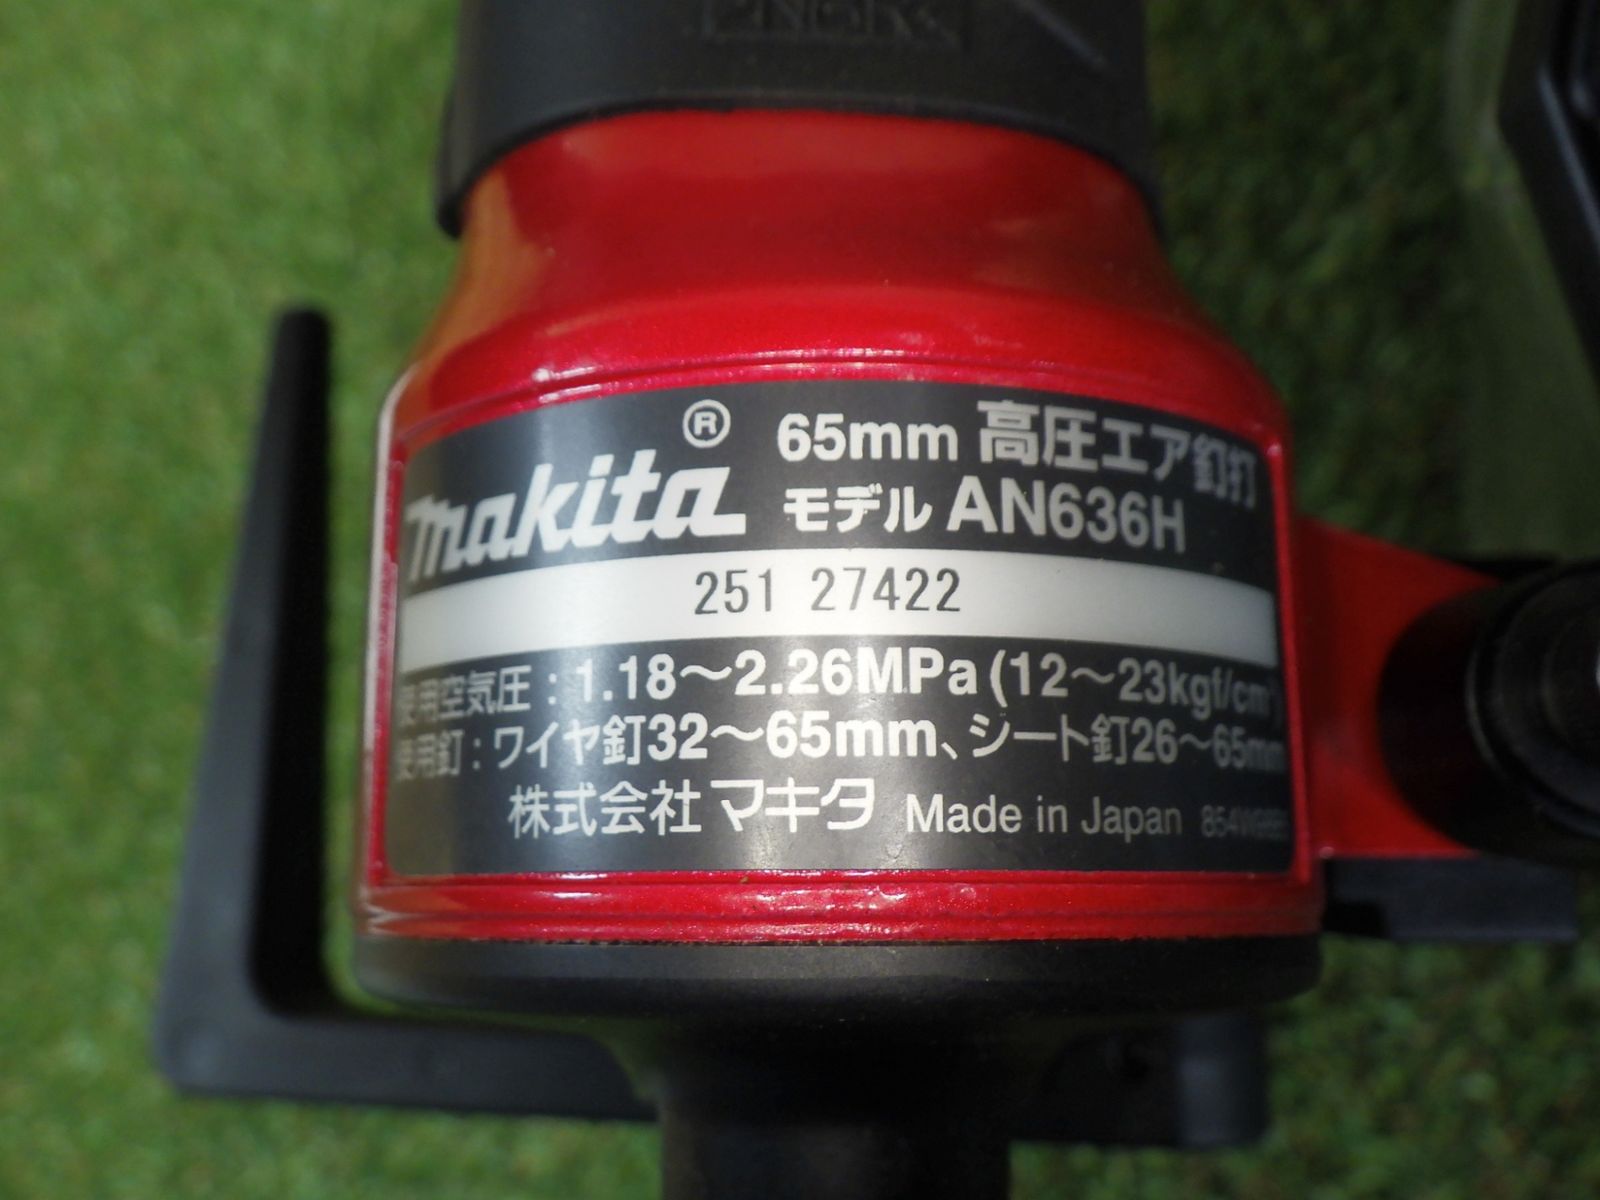 makita®
65mm 高圧エア釘打
モデル AN636H
251 27422
使用空気圧：1.18～2.26MPa (12～23kgf/cm²)
使用釘：ワイヤ釘32～65mm、シート釘26～65mm
株式会社 マキタ Made in Japan